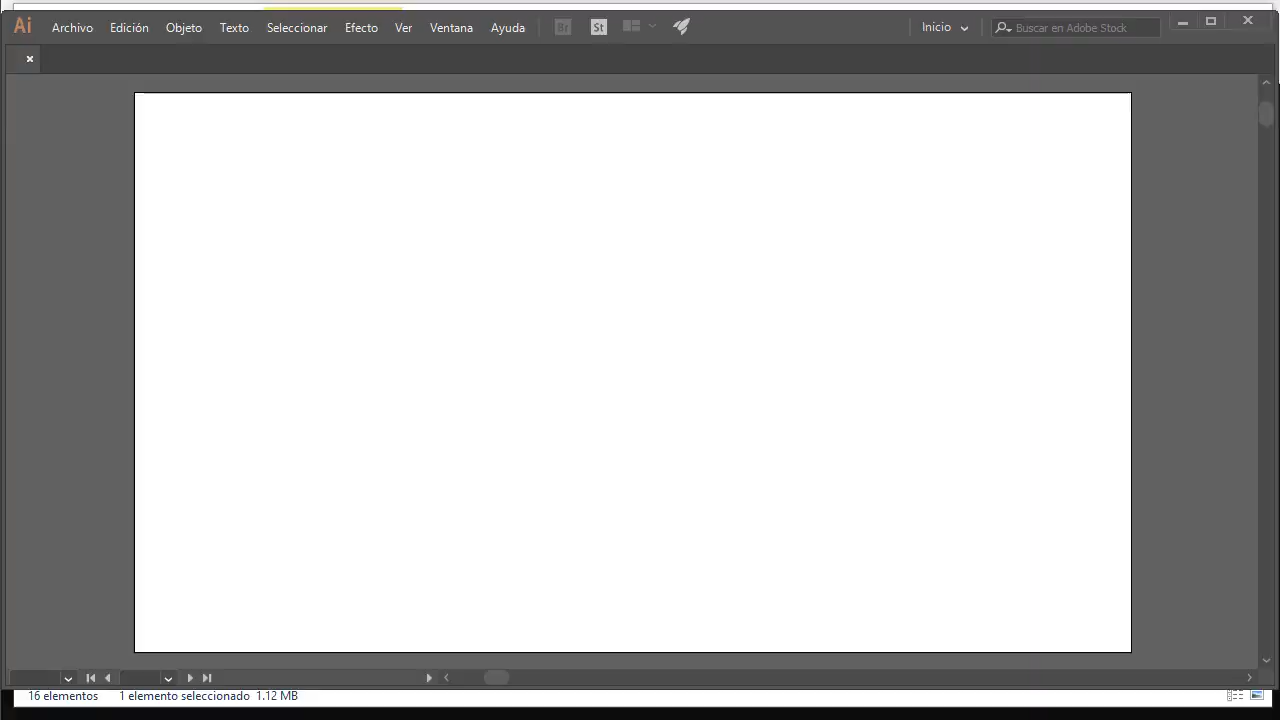 Ai Archivo Edición Objeto Texto Seleccionar Efecto Ver Ventana Ayuda Br St Inicio Buscar en Adobe Stock
16 elementos 1 elemento seleccionado 1.12 MB